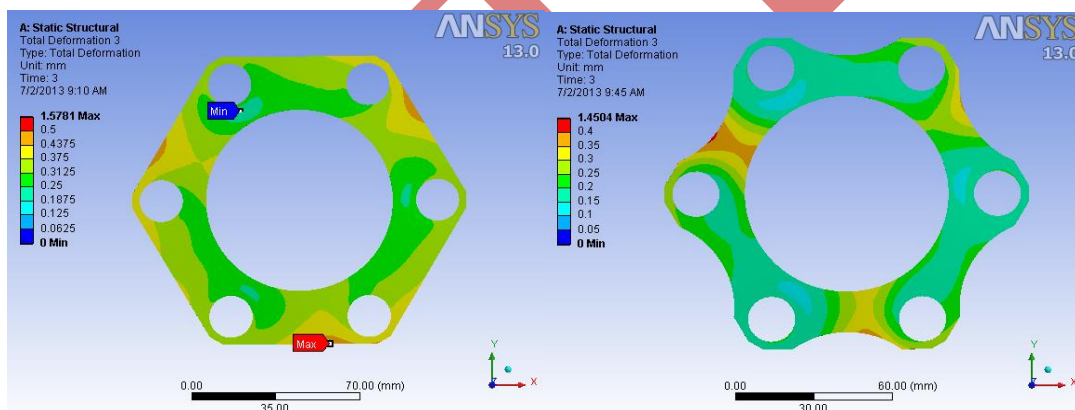 A: Static Structural
Total Deformation 3
Type: Total Deformation
Unit: mm
Time: 3
7/2/2013 9:10 AM
1.5781 Max
0.5
0.4375
0.375
0.3125
0.25
0.1875
0.125
0.0625
0 Min
ANSYS
13.0
Min
Max
0.00
70.00 (mm)
35.00
Y
Z
X
A: Static Structural
Total Deformation 3
Type: Total Deformation
Unit: mm
Time: 3
7/2/2013 9:45 AM
1.4504 Max
0.4
0.35
0.3
0.25
0.2
0.15
0.1
0.05
0 Min
ANSYS
13.0
0.00
60.00 (mm)
30.00
Y
Z
X